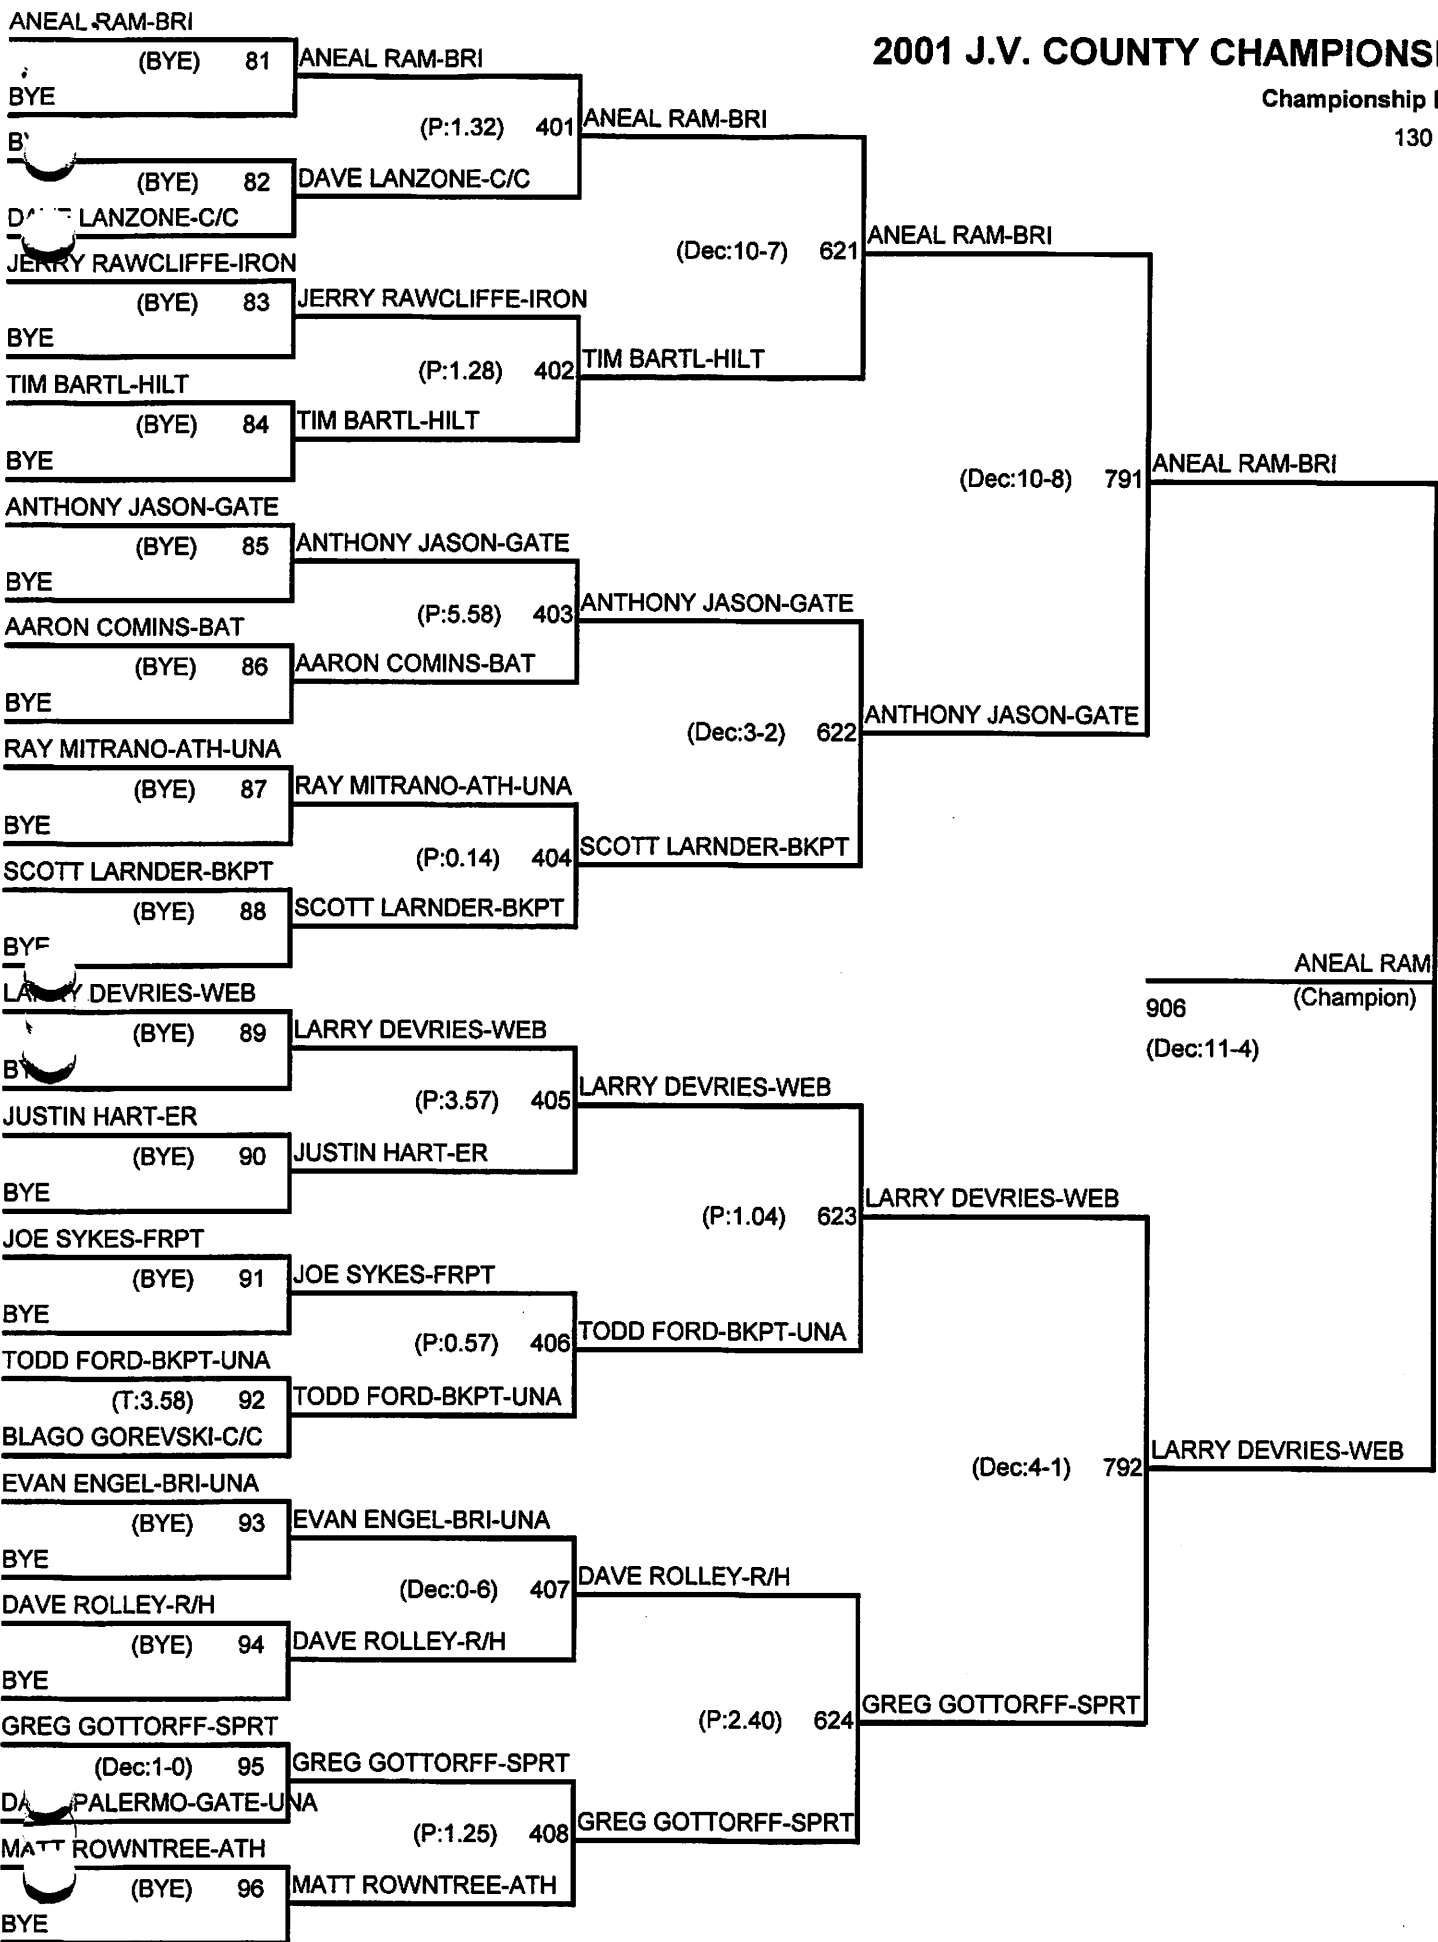 ANEAL RAM-BRI
2001 J.V. COUNTY CHAMPIONS
(BYE) 81 ANEAL RAM-BRI
BYE
Championship
(P:1.32) 401 ANEAL RAM-BRI
130
(BYE) 82 DAVE LANZONE-C/C
LANZONE-C/C
(Dec:10-7) 621 ANEAL RAM-BRI
JERRY RAWCLIFFE-IRON
(BYE) 83 JERRY RAWCLIFFE-IRON
BYE
(P:1.28) 402 TIM BARTL-HILT
TIM BARTL-HILT
(BYE) 84 TIM BARTL-HILT
BYE
(Dec:10-8) 791 ANEAL RAM-BRI
ANTHONY JASON-GATE
(BYE) 85 ANTHONY JASON-GATE
BYE
(P:5.58) 403 ANTHONY JASON-GATE
AARON COMINS-BAT
(BYE) 86 AARON COMINS-BAT
BYE
(Dec:3-2) 622 ANTHONY JASON-GATE
RAY MITRANO-ATH-UNA
(BYE) 87 RAY MITRANO-ATH-UNA
BYE
(P:0.14) 404 SCOTT LARNDER-BKPT
SCOTT LARNDER-BKPT
(BYE) 88 SCOTT LARNDER-BKPT
BYE
ANEAL RAM
(Champion)
906
(Dec:11-4)
LARRY DEVRIES-WEB
(BYE) 89 LARRY DEVRIES-WEB
(P:3.57) 405 LARRY DEVRIES-WEB
JUSTIN HART-ER
(BYE) 90 JUSTIN HART-ER
BYE
(P:1.04) 623 LARRY DEVRIES-WEB
JOE SYKES-FRPT
(BYE) 91 JOE SYKES-FRPT
BYE
(P:0.57) 406 TODD FORD-BKPT-UNA
TODD FORD-BKPT-UNA
(T:3.58) 92 TODD FORD-BKPT-UNA
BLAGO GOREVSKI-C/C
(Dec:4-1) 792 LARRY DEVRIES-WEB
EVAN ENGEL-BRI-UNA
(BYE) 93 EVAN ENGEL-BRI-UNA
BYE
(Dec:0-6) 407 DAVE ROLLEY-R/H
DAVE ROLLEY-R/H
(BYE) 94 DAVE ROLLEY-R/H
BYE
(P:2.40) 624 GREG GOTTORFF-SPRT
GREG GOTTORFF-SPRT
(Dec:1-0) 95 GREG GOTTORFF-SPRT
PALERMO-GATE-UNA
(P:1.25) 408 GREG GOTTORFF-SPRT
MATT ROWNTREE-ATH
(BYE) 96 MATT ROWNTREE-ATH
BYE